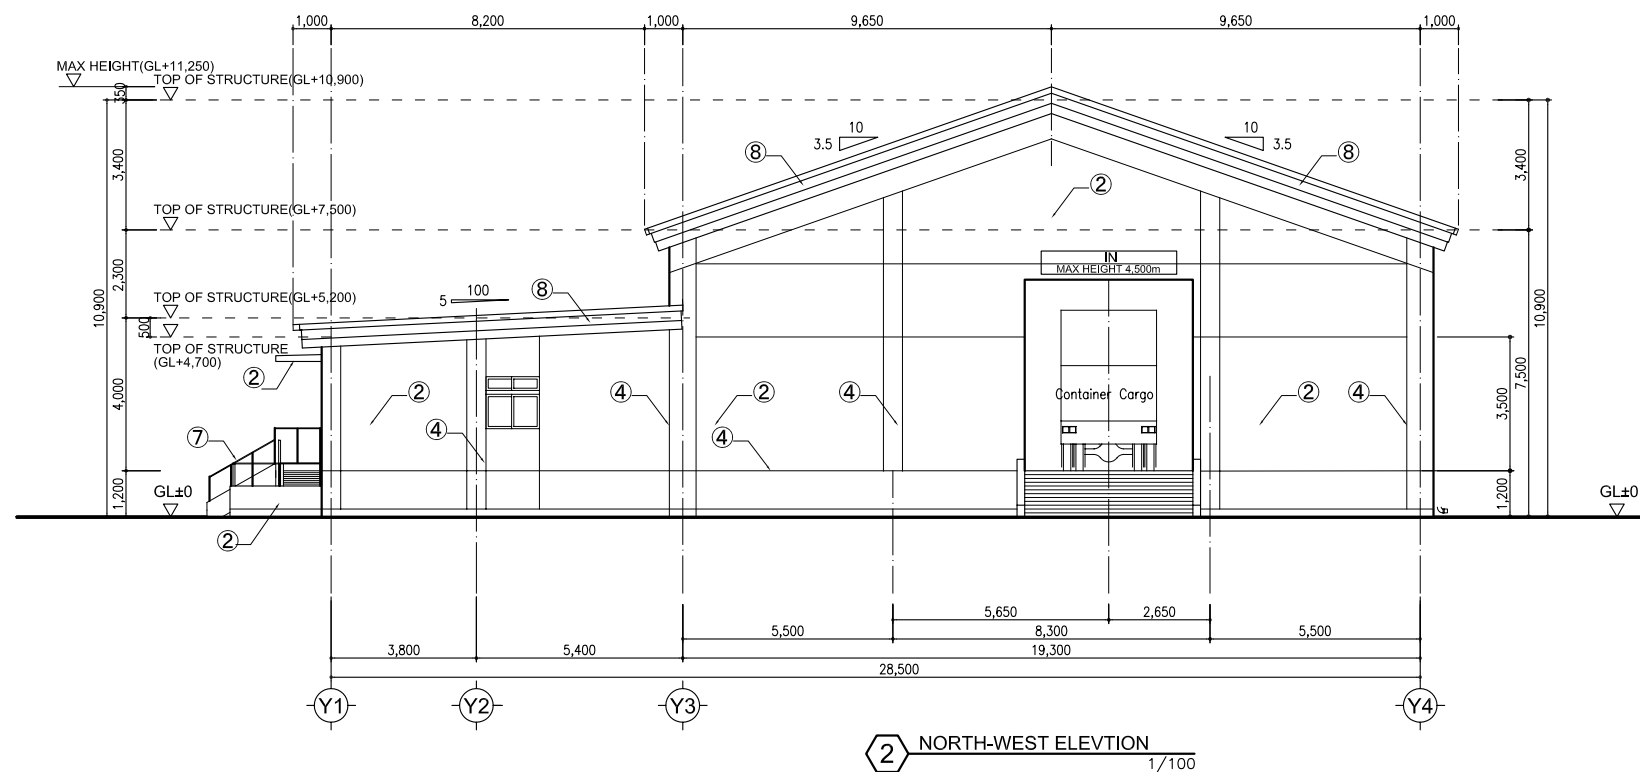 1,000 8,200 1,000 9,650 9,650 1,000
MAX HEIGHT(GL+11,250)
TOP OF STRUCTURE(GL+10,900)
350
10
3.5
10
3.5
8
8
3,400
3,400
2
TOP OF STRUCTURE(GL+7,500)
IN
MAX HEIGHT 4,500m
2,300
10,900
TOP OF STRUCTURE(GL+5,200)
5
100
8
10,900
500
TOP OF STRUCTURE
(GL+4,700)
2
7,500
4,000
2
4
2
4
Container Cargo
2
4
3,500
7
4
4
GL±0
1,200
1,200
GL±0
2
5,650 2,650
5,500 8,300 5,500
3,800 5,400 19,300
28,500
Y1 Y2 Y3 Y4
2 NORTH-WEST ELEVTION
1/100